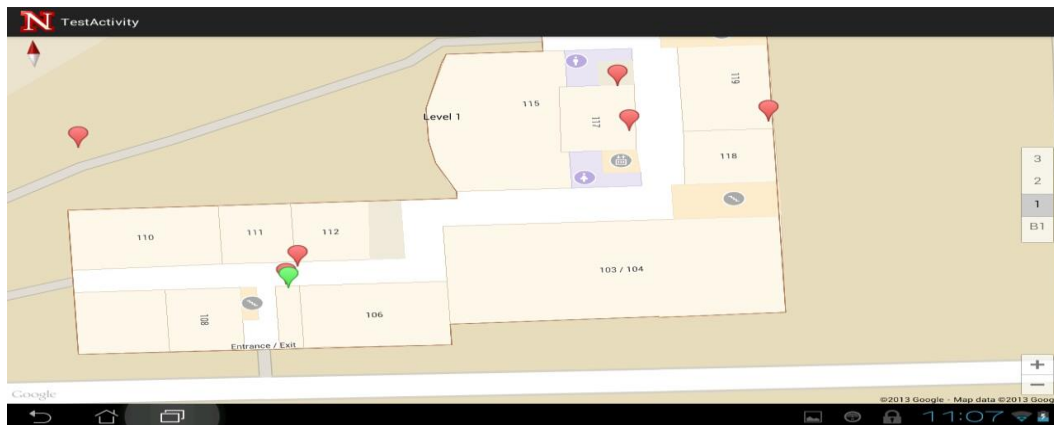 N TestActivity
119
115
Level 1
117
118
3
2
1
B1
110
111
112
103 / 104
108
106
Entrance / Exit
+
−
Google
©2013 Google - Map data ©2013 Goog
11:07